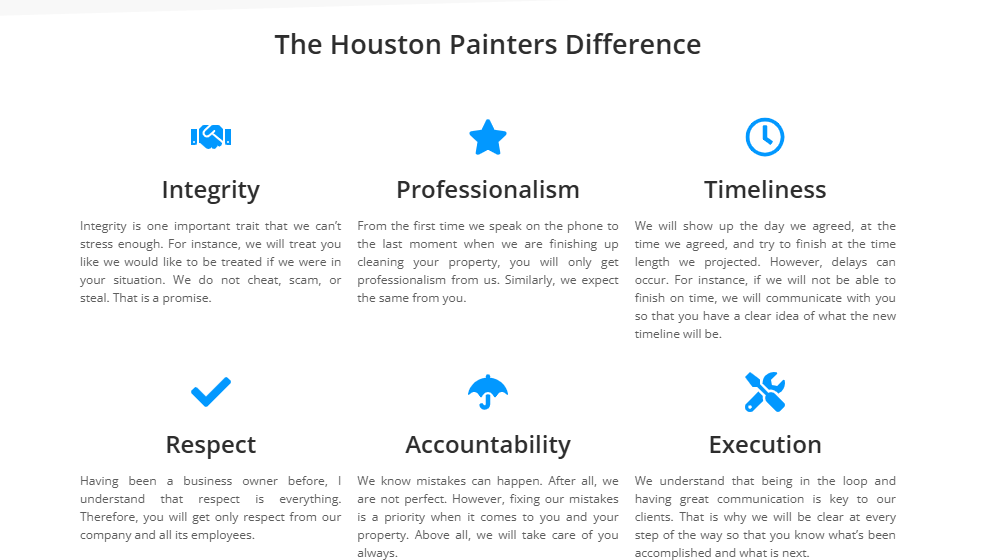 The Houston Painters Difference
Integrity
Integrity is one important trait that we can’t
stress enough. For instance, we will treat you
like we would like to be treated if we were in
your situation. We do not cheat, scam, or
steal. That is a promise.
Professionalism
From the first time we speak on the phone to
the last moment when we are finishing up
cleaning your property, you will only get
professionalism from us. Similarly, we expect
the same from you.
Timeliness
We will show up the day we agreed, at the
time we agreed, and try to finish at the time
length we projected. However, delays can
occur. For instance, if we will not be able to
finish on time, we will communicate with you
so that you have a clear idea of what the new
timeline will be.
Respect
Having been a business owner before, I
understand that respect is everything.
Therefore, you will get only respect from our
company and all its employees.
Accountability
We know mistakes can happen. After all, we
are not perfect. However, fixing our mistakes
is a priority when it comes to you and your
property. Above all, we will take care of you
always.
Execution
We understand that being in the loop and
having great communication is key to our
clients. That is why we will be clear at every
step of the way so that you know what’s been
accomplished and what is next.